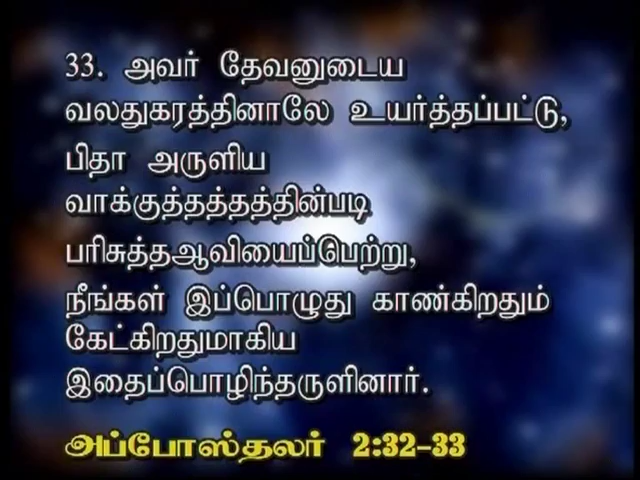 33. அவர் தேவனுடைய
வலதுகரத்தினாலே உயர்த்தப்பட்டு,
பிதா அருளிய
வாக்குத்தத்தத்தின்படி
பரிசுத்தஆவியைப்பெற்று,
நீங்கள் இப்பொழுது காண்கிறதும்
கேட்கிறதுமாகிய
இதைப்பொழிந்தருளினார்.
அப்போஸ்தலர் 2:32-33